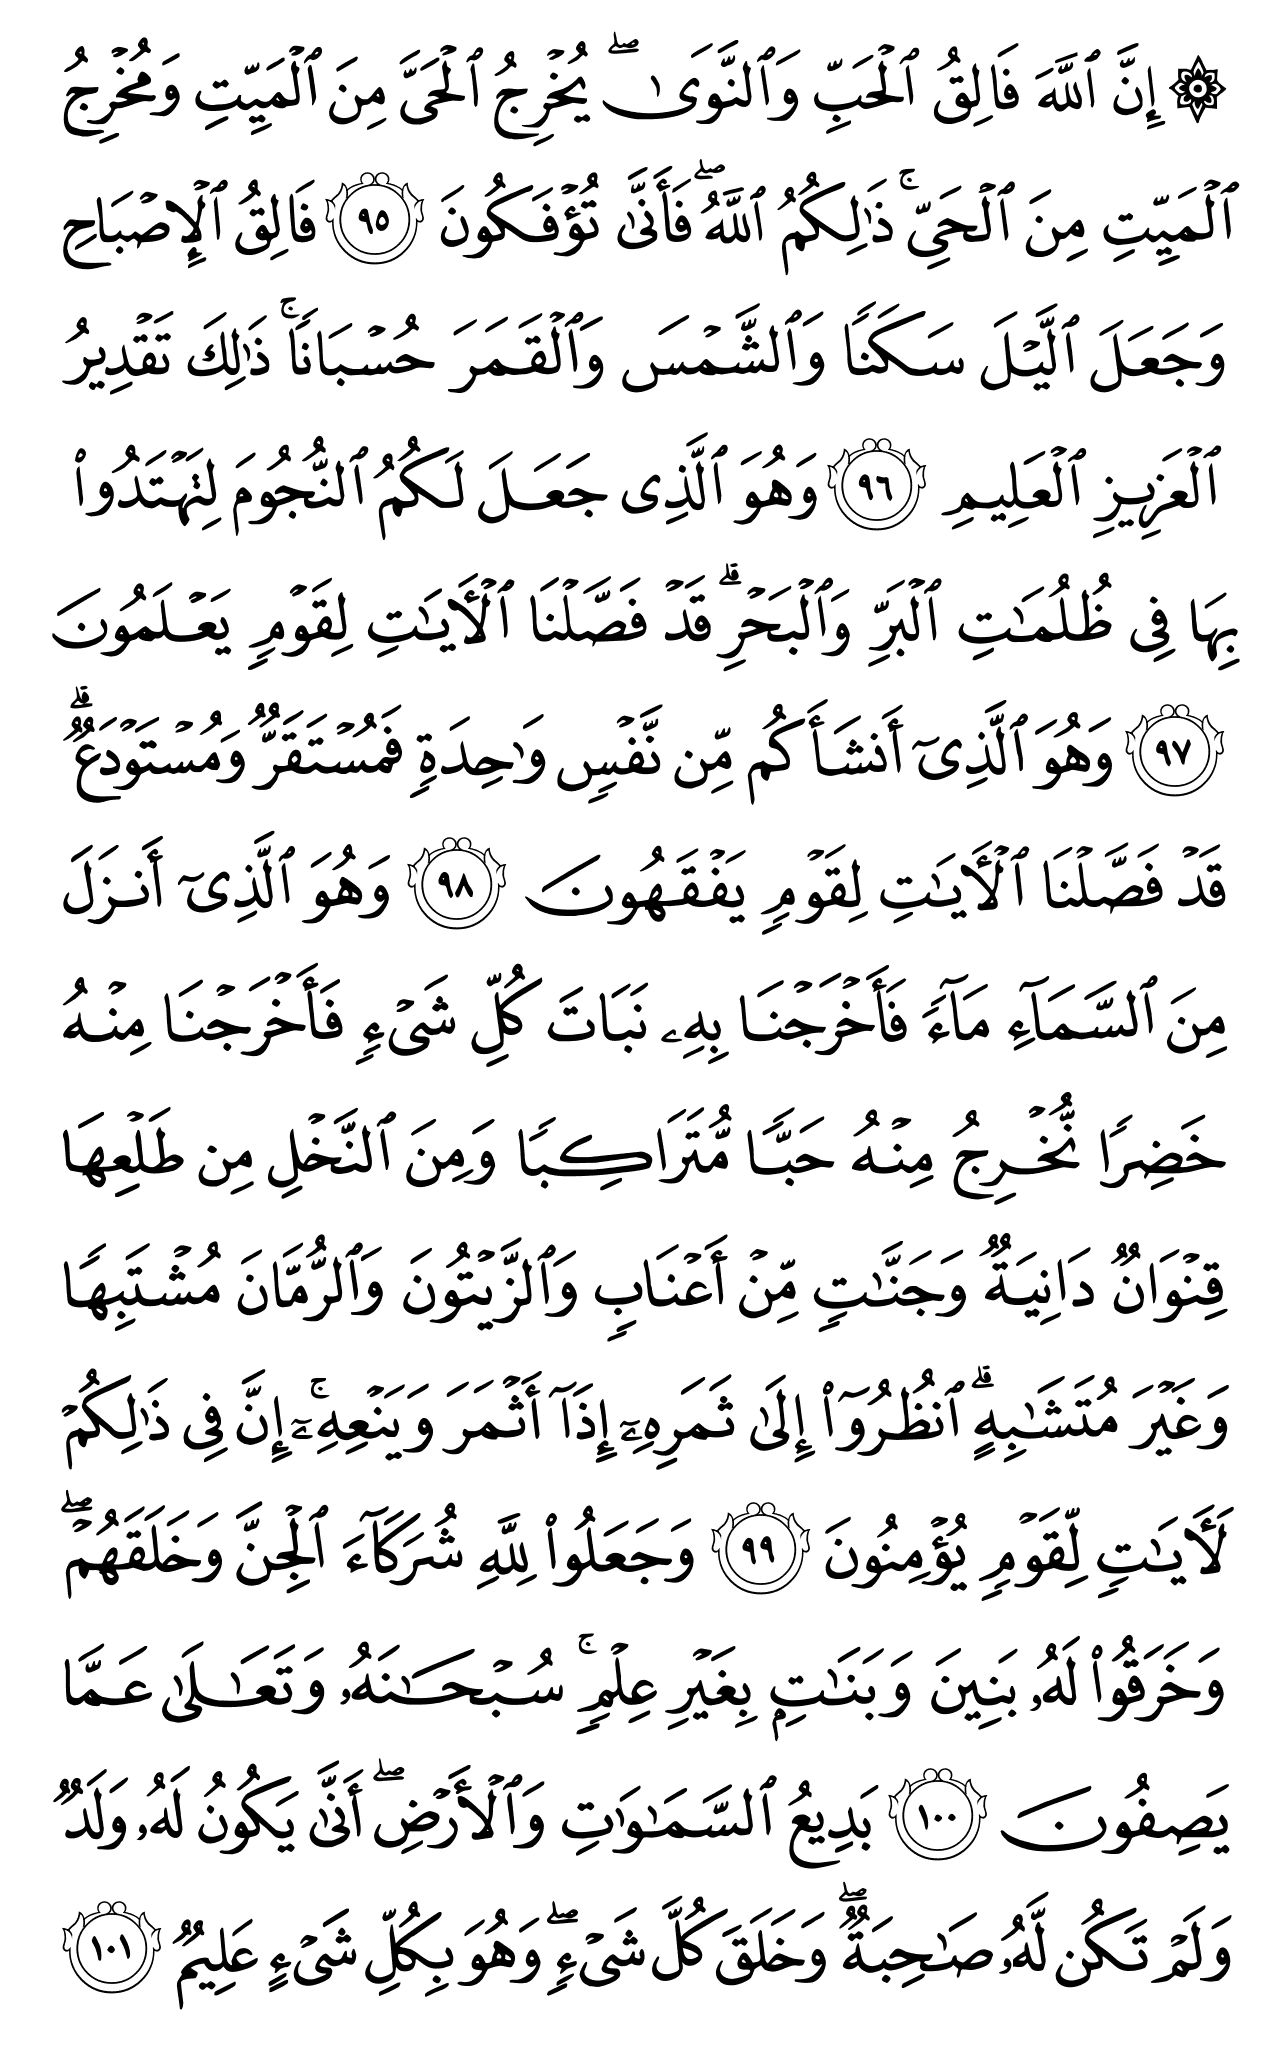 ۞ إِنَّ ٱللَّهَ فَالِقُ ٱلْحَبِّ وَٱلنَّوَىٰ ۖ يُخْرِجُ ٱلْحَىَّ مِنَ ٱلْمَيِّتِ وَمُخْرِجُ
ٱلْمَيِّتِ مِنَ ٱلْحَىِّ ۚ ذَٰلِكُمُ ٱللَّهُ ۖ فَأَنَّىٰ تُؤْفَكُونَ ٩٥ فَالِقُ ٱلْإِصْبَاحِ
وَجَعَلَ ٱلَّيْلَ سَكَنًا وَٱلشَّمْسَ وَٱلْقَمَرَ حُسْبَانًا ۚ ذَٰلِكَ تَقْدِيرُ
ٱلْعَزِيزِ ٱلْعَلِيمِ ٩٦ وَهُوَ ٱلَّذِى جَعَلَ لَكُمُ ٱلنُّجُومَ لِتَهْتَدُوا۟
بِهَا فِى ظُلُمَـٰتِ ٱلْبَرِّ وَٱلْبَحْرِ ۗ قَدْ فَصَّلْنَا ٱلْـَٔايَـٰتِ لِقَوْمٍ يَعْلَمُونَ
٩٧ وَهُوَ ٱلَّذِىٓ أَنشَأَكُم مِّن نَّفْسٍ وَٰحِدَةٍ فَمُسْتَقَرٌّ وَمُسْتَوْدَعٌ ۗ
قَدْ فَصَّلْنَا ٱلْـَٔايَـٰتِ لِقَوْمٍ يَفْقَهُونَ ٩٨ وَهُوَ ٱلَّذِىٓ أَنزَلَ
مِنَ ٱلسَّمَآءِ مَآءً فَأَخْرَجْنَا بِهِۦ نَبَاتَ كُلِّ شَىْءٍ فَأَخْرَجْنَا مِنْهُ
خَضِرًا نُّخْرِجُ مِنْهُ حَبًّا مُّتَرَاكِبًا وَمِنَ ٱلنَّخْلِ مِن طَلْعِهَا
قِنْوَانٌ دَانِيَةٌ وَجَنَّـٰتٍ مِّنْ أَعْنَابٍ وَٱلزَّيْتُونَ وَٱلرُّمَّانَ مُشْتَبِهًا
وَغَيْرَ مُتَشَـٰبِهٍ ۗ ٱنظُرُوٓا۟ إِلَىٰ ثَمَرِهِۦٓ إِذَآ أَثْمَرَ وَيَنْعِهِۦٓ ۚ إِنَّ فِى ذَٰلِكُمْ
لَـَٔايَـٰتٍ لِّقَوْمٍ يُؤْمِنُونَ ٩٩ وَجَعَلُوا۟ لِلَّهِ شُرَكَآءَ ٱلْجِنَّ وَخَلَقَهُمْ ۖ
وَخَرَقُوا۟ لَهُۥ بَنِينَ وَبَنَـٰتٍۭ بِغَيْرِ عِلْمٍ ۚ سُبْحَـٰنَهُۥ وَتَعَـٰلَىٰ عَمَّا
يَصِفُونَ ١٠٠ بَدِيعُ ٱلسَّمَـٰوَٰتِ وَٱلْأَرْضِ ۖ أَنَّىٰ يَكُونُ لَهُۥ وَلَدٌ
وَلَمْ تَكُن لَّهُۥ صَـٰحِبَةٌ ۖ وَخَلَقَ كُلَّ شَىْءٍ ۖ وَهُوَ بِكُلِّ شَىْءٍ عَلِيمٌ ١٠١